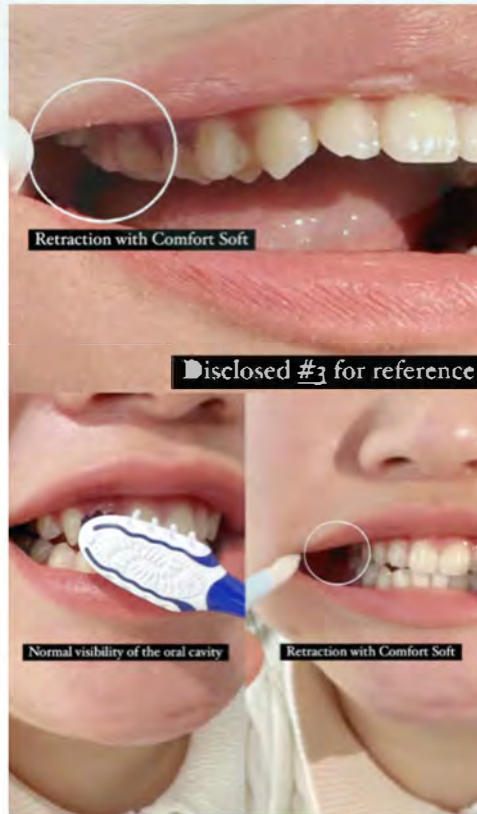 Retraction with Comfort Soft
Disclosed #3 for reference
Normal visibility of the oral cavity
Retraction with Comfort Soft